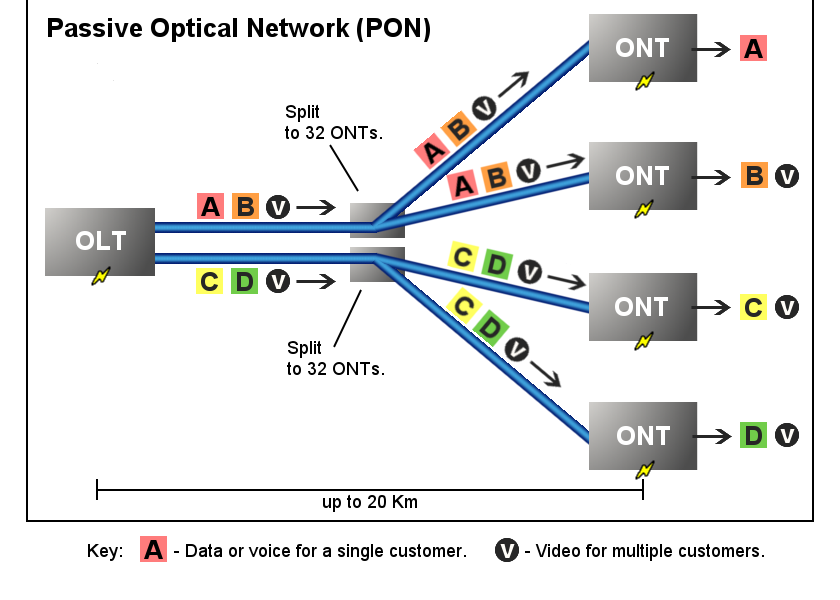 Passive Optical Network (PON)
ONT
A
Split
to 32 ONTs.
A B V
ONT
B V
A B V
A B V
OLT
C D V
C D V
ONT
C V
C D V
Split
to 32 ONTs.
ONT
D V
up to 20 Km
Key: A - Data or voice for a single customer. V - Video for multiple customers.